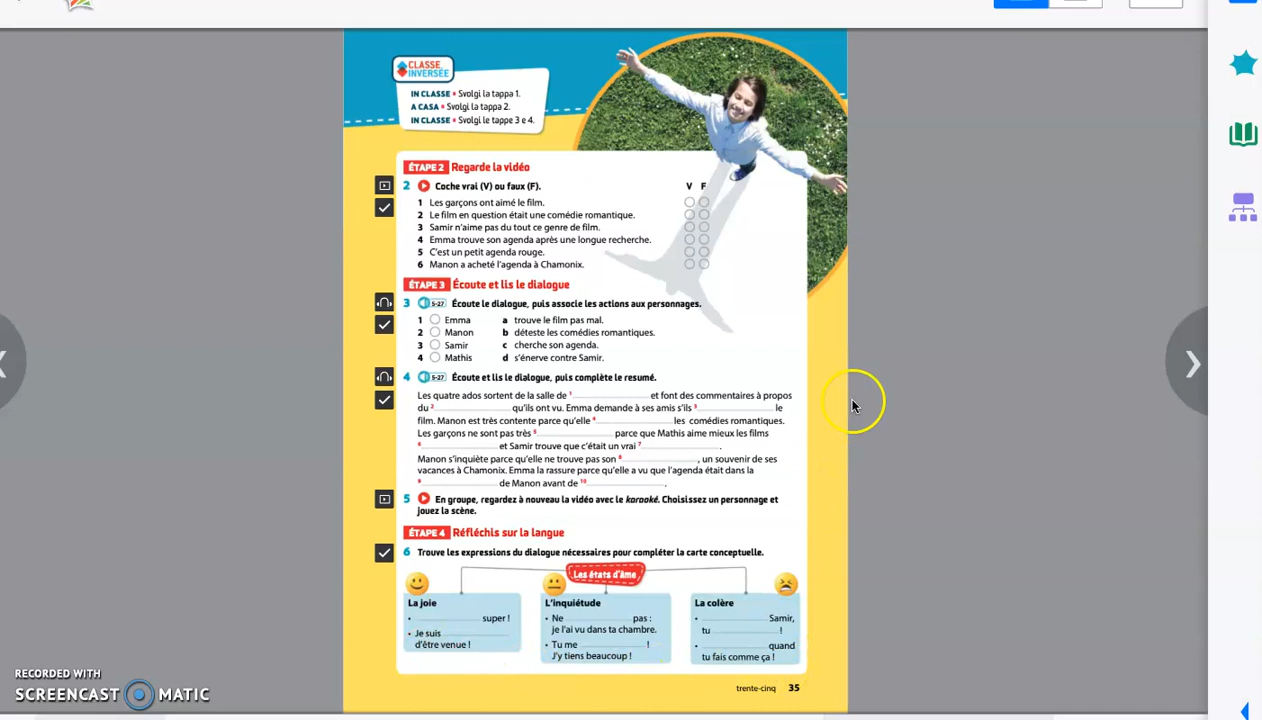 CLASSE
INVERSÉE
IN CLASSE • Svolgi la tappa 1.
A CASA • Svolgi la tappa 2.
IN CLASSE • Svolgi le tappe 3 e 4.
ÉTAPE 2 Regarde la vidéo
2 Coche vrai (V) ou faux (F). V F
1 Les garçons ont aimé le film.
2 Le film en question était une comédie romantique.
3 Samir n'aime pas du tout ce genre de film.
4 Emma trouve son agenda après une longue recherche.
5 C'est un petit agenda rouge.
6 Manon a acheté l'agenda à Chamonix.
ÉTAPE 3 Écoute et lis le dialogue
3 5-27 Écoute le dialogue, puis associe les actions aux personnages.
1 Emma a trouve le film pas mal.
2 Manon b déteste les comédies romantiques.
3 Samir c cherche son agenda.
4 Mathis d s'énerve contre Samir.
4 5-27 Écoute et lis le dialogue, puis complète le resumé.
Les quatre ados sortent de la salle de 1 et font des commentaires à propos
du 2 qu'ils ont vu. Emma demande à ses amis s'ils 3 le
film. Manon est très contente parce qu'elle 4 les comédies romantiques.
Les garçons ne sont pas très 5 parce que Mathis aime mieux les films
6 et Samir trouve que c'était un vrai 7 .
Manon s'inquiète parce qu'elle ne trouve pas son 8 , un souvenir de ses
vacances à Chamonix. Emma la rassure parce qu'elle a vu que l'agenda était dans la
9 de Manon avant de 10 .
5 En groupe, regardez à nouveau la vidéo avec le karaoké. Choisissez un personnage et
jouez la scène.
ÉTAPE 4 Réfléchis sur la langue
6 Trouve les expressions du dialogue nécessaires pour compléter la carte conceptuelle.
Les états d'âme
La joie
• super !
• Je suis
d'être venue !
L'inquiétude
• Ne pas :
je l'ai vu dans ta chambre.
• Tu me !
J'y tiens beaucoup !
La colère
• Samir,
tu !
• quand
tu fais comme ça !
trente-cinq 35
RECORDED WITH
SCREENCAST MATIC